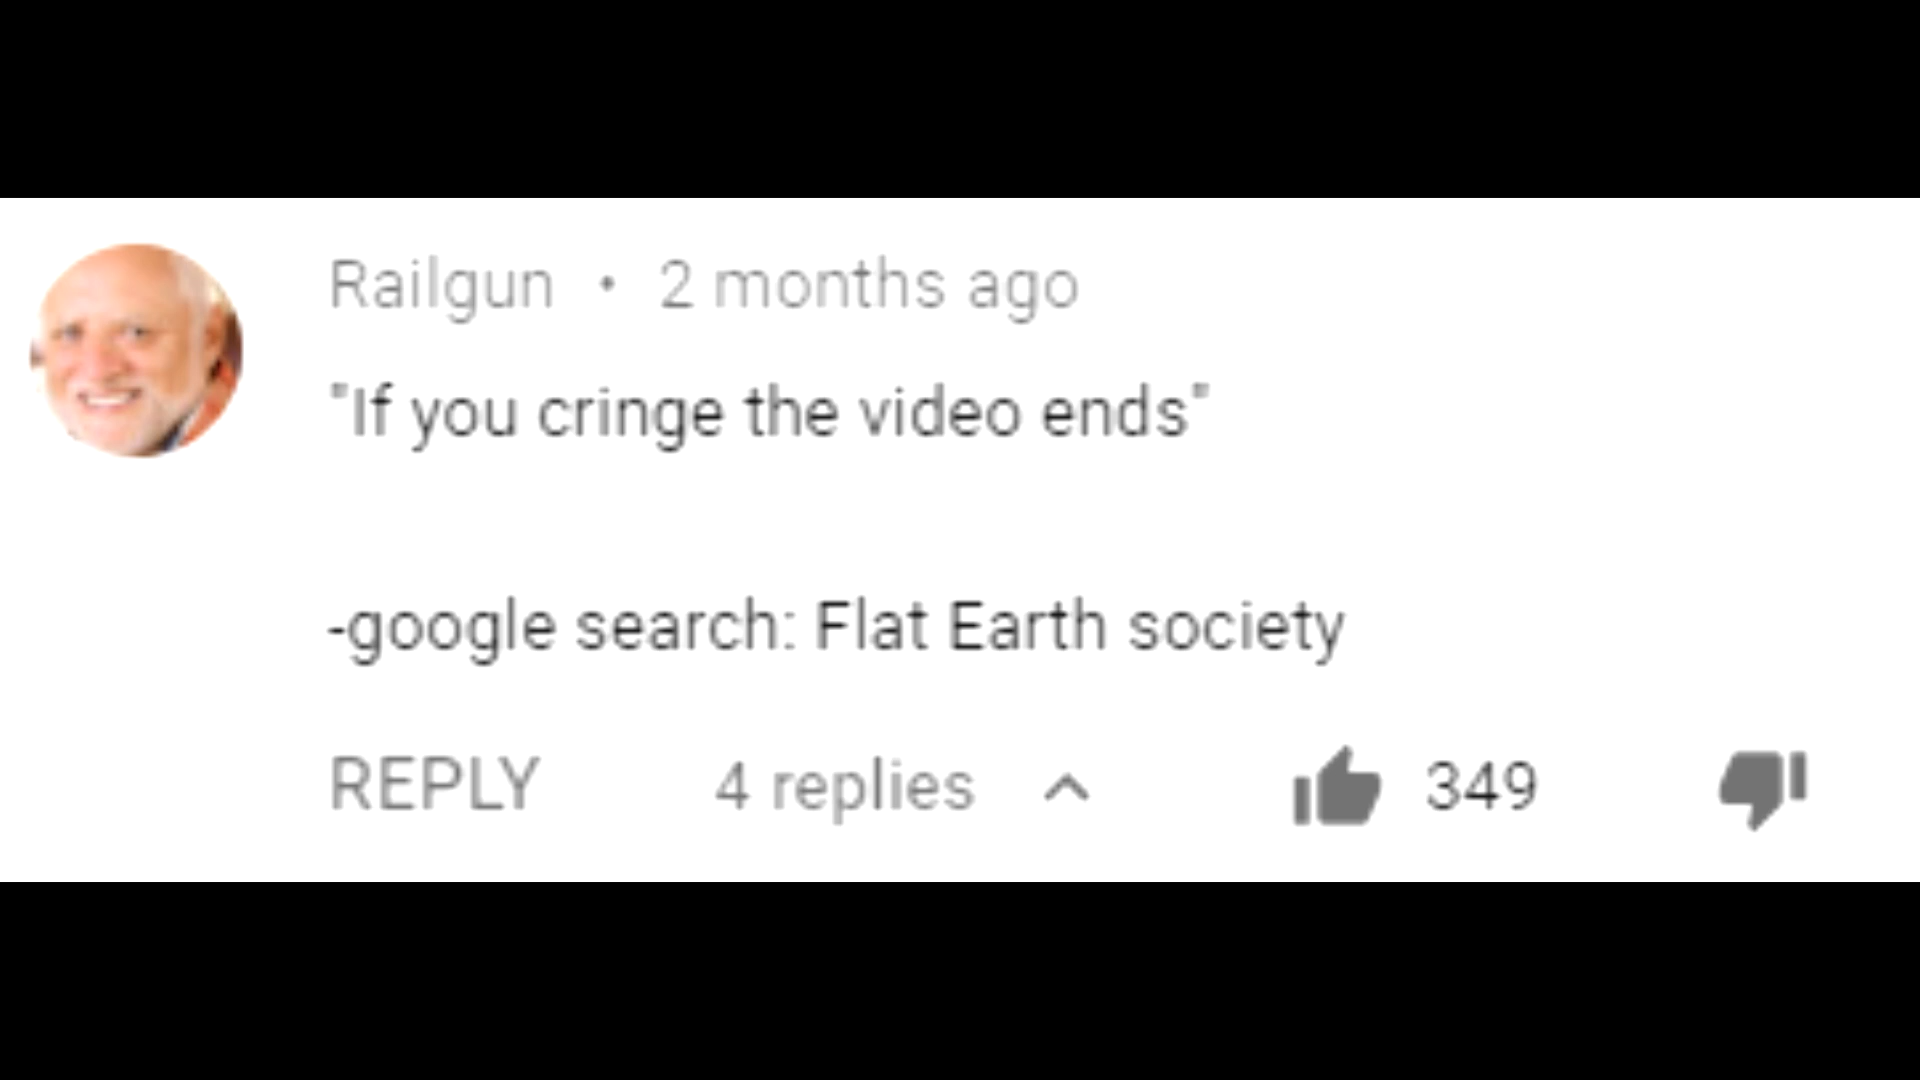 Railgun • 2 months ago
"If you cringe the video ends"
-google search: Flat Earth society
REPLY 4 replies 349